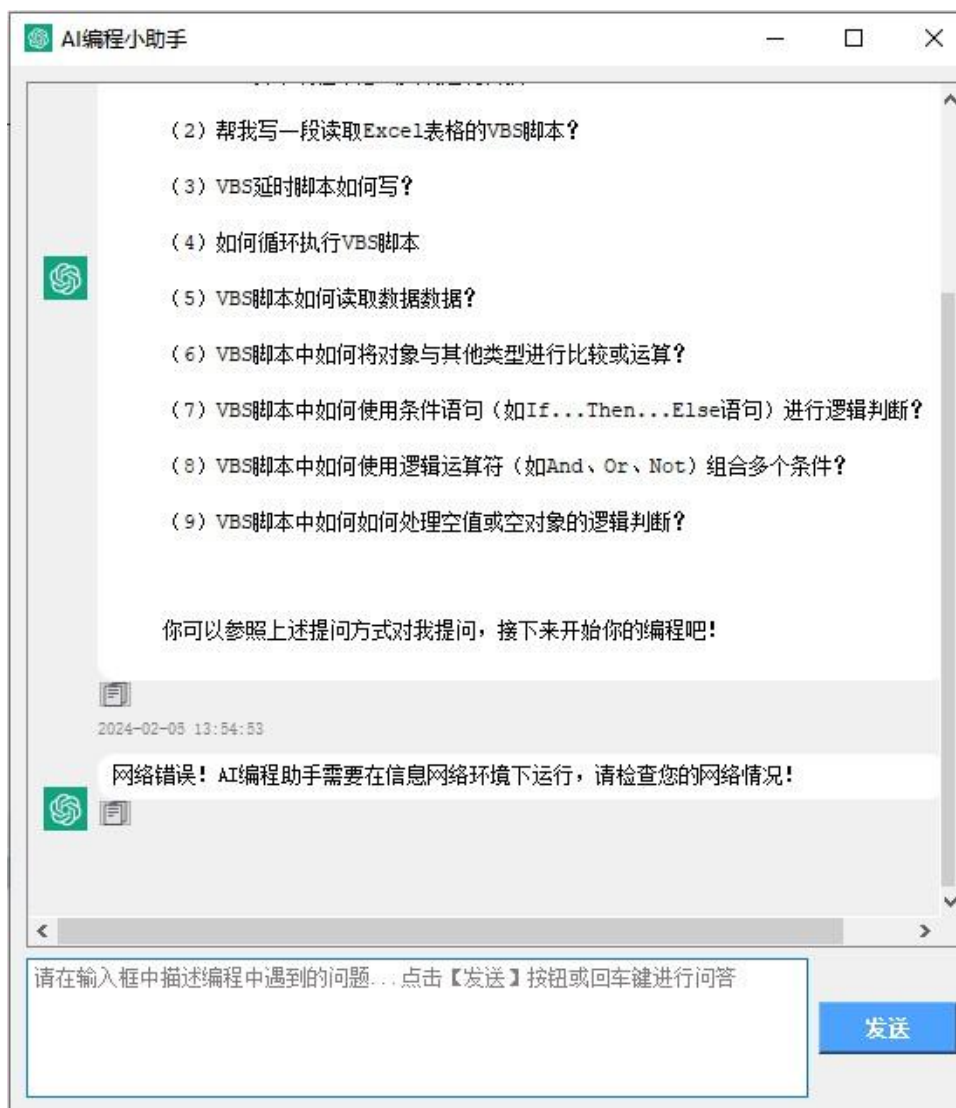 AI编程小助手
(2) 帮我写一段读取Excel表格的VBS脚本?
(3) VBS延时脚本如何写?
(4) 如何循环执行VBS脚本
(5) VBS脚本如何读取数据数据?
(6) VBS脚本中如何将对象与其他类型进行比较或运算?
(7) VBS脚本中如何使用条件语句（如If...Then...Else语句）进行逻辑判断?
(8) VBS脚本中如何使用逻辑运算符（如And、Or、Not）组合多个条件?
(9) VBS脚本中如何如何处理空值或空对象的逻辑判断?
你可以参照上述提问方式对我提问，接下来开始你的编程吧!
2024-02-05 13:54:53
网络错误! AI编程助手需要在信息网络环境下运行，请检查您的网络情况!
请在输入框中描述编程中遇到的问题...点击【发送】按钮或回车键进行问答
发送